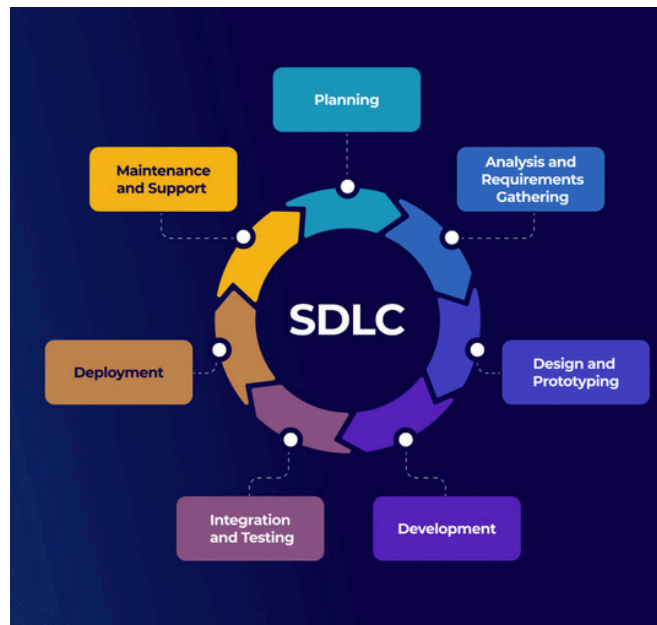 Planning
Maintenance
and Support
Analysis and
Requirements
Gathering
SDLC
Deployment
Design and
Prototyping
Integration
and Testing
Development